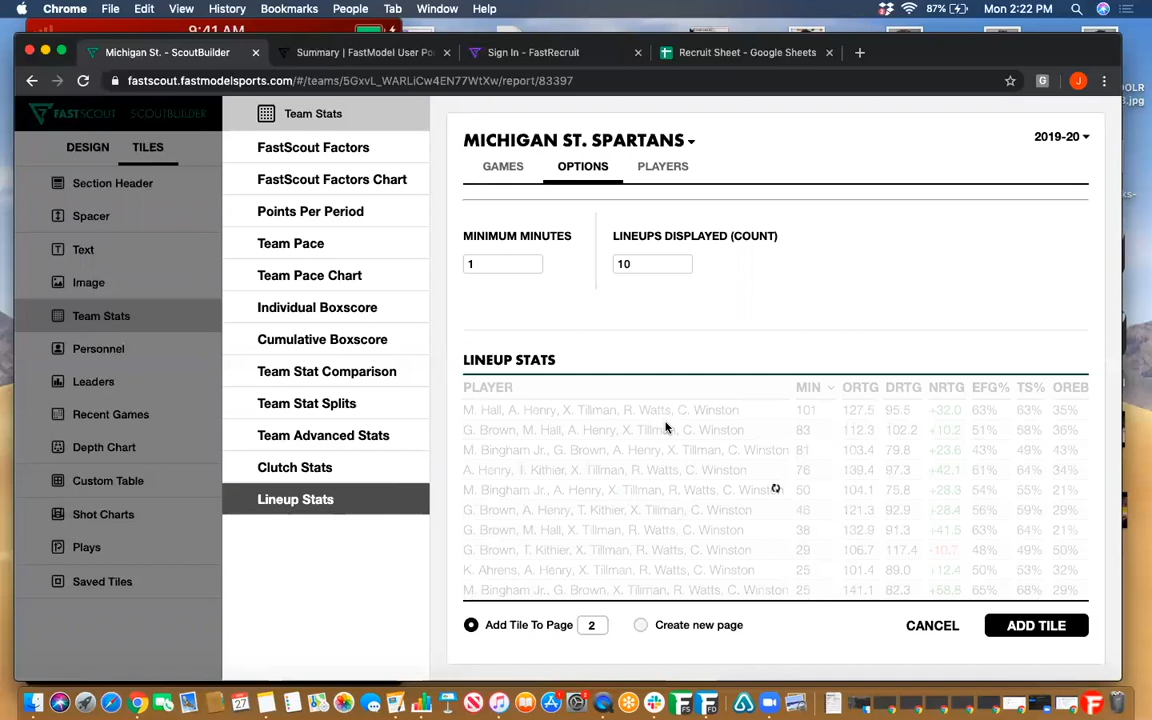 Chrome File Edit View History Bookmarks People Tab Window Help 87% Mon 2:22 PM
9:41 AM
Michigan St. - ScoutBuilder Summary | FastModel User Po Sign In - FastRecruit Recruit Sheet - Google Sheets
fastscout.fastmodelsports.com/#/teams/5GxvL_WARLiCw4EN77WtXw/report/83397 G J
FASTSCOUT SCOUTBUILDER
DESIGN TILES
Section Header
Spacer
Text
Image
Team Stats
Personnel
Leaders
Recent Games
Depth Chart
Custom Table
Shot Charts
Plays
Saved Tiles
Team Stats
FastScout Factors
FastScout Factors Chart
Points Per Period
Team Pace
Team Pace Chart
Individual Boxscore
Cumulative Boxscore
Team Stat Comparison
Team Stat Splits
Team Advanced Stats
Clutch Stats
Lineup Stats
MICHIGAN ST. SPARTANS 2019-20
GAMES OPTIONS PLAYERS
MINIMUM MINUTES LINEUPS DISPLAYED (COUNT)
1 10
LINEUP STATS
PLAYER MIN ORTG DRTG NRTG EFG% TS% OREB
M. Hall, A. Henry, X. Tillman, R. Watts, C. Winston 101 127.5 95.5 +32.0 63% 63% 35%
G. Brown, M. Hall, A. Henry, X. Tillman, C. Winston 83 112.3 102.2 +10.2 51% 58% 36%
M. Bingham Jr., G. Brown, A. Henry, X. Tillman, C. Winston 81 103.4 79.8 +23.6 43% 43% 40%
A. Henry, T. Kithier, X. Tillman, R. Watts, C. Winston 76 139.4 97.3 +42.1 61% 64% 34%
M. Bingham Jr., A. Henry, X. Tillman, R. Watts, C. Winston 50 104.1 75.8 +28.3 54% 55% 21%
G. Brown, A. Henry, T. Kithier, X. Tillman, C. Winston 46 121.3 92.9 +28.4 56% 59% 29%
G. Brown, M. Hall, X. Tillman, R. Watts, C. Winston 38 132.9 91.3 +41.5 63% 64% 21%
G. Brown, T. Kithier, X. Tillman, R. Watts, C. Winston 29 106.7 117.4 -10.7 48% 49% 50%
K. Ahrens, A. Henry, X. Tillman, R. Watts, C. Winston 25 101.4 89.0 +12.4 50% 53% 32%
M. Bingham Jr., G. Brown, X. Tillman, R. Watts, C. Winston 25 141.1 82.3 +58.8 65% 68% 29%
Add Tile To Page 2 Create new page CANCEL ADD TILE